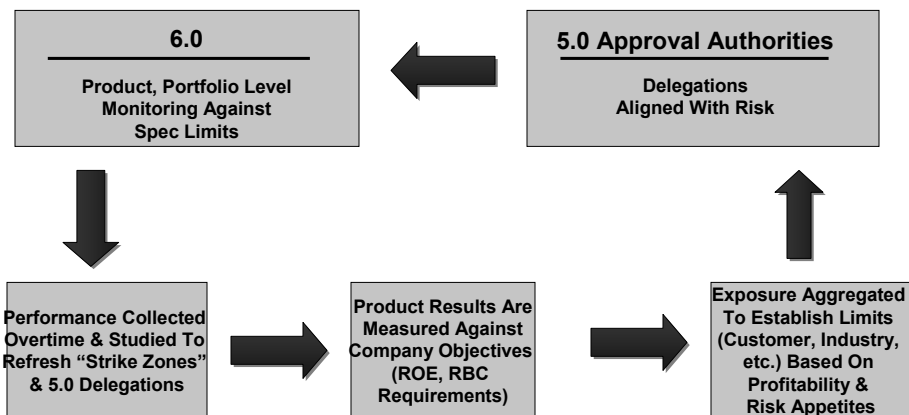 6.0
Product, Portfolio Level
Monitoring Against
Spec Limits
5.0 Approval Authorities
Delegations
Aligned With Risk
Performance Collected
Overtime & Studied To
Refresh “Strike Zones”
& 5.0 Delegations
Product Results Are
Measured Against
Company Objectives
(ROE, RBC
Requirements)
Exposure Aggregated
To Establish Limits
(Customer, Industry,
etc.) Based On
Profitability &
Risk Appetites